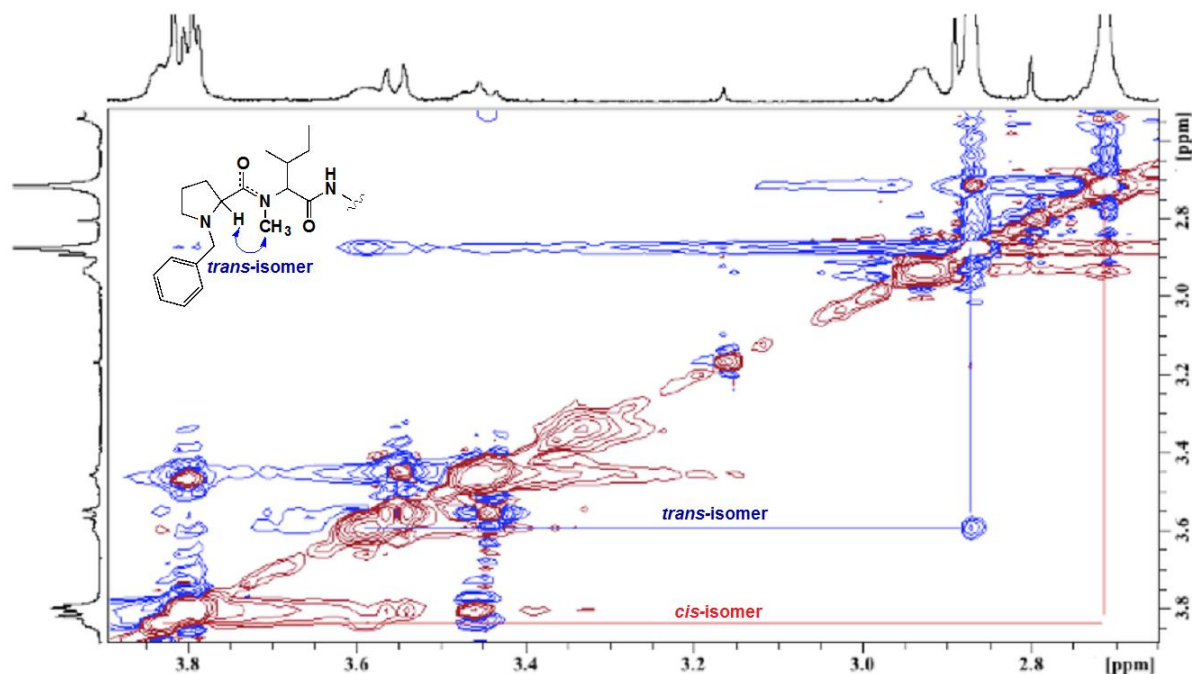 [ppm]
O
H
N
N
N
H
CH3
O
trans-isomer
2.8
3.0
3.2
3.4
3.6
3.8
trans-isomer
cis-isomer
3.8
3.6
3.4
3.2
3.0
2.8
[ppm]